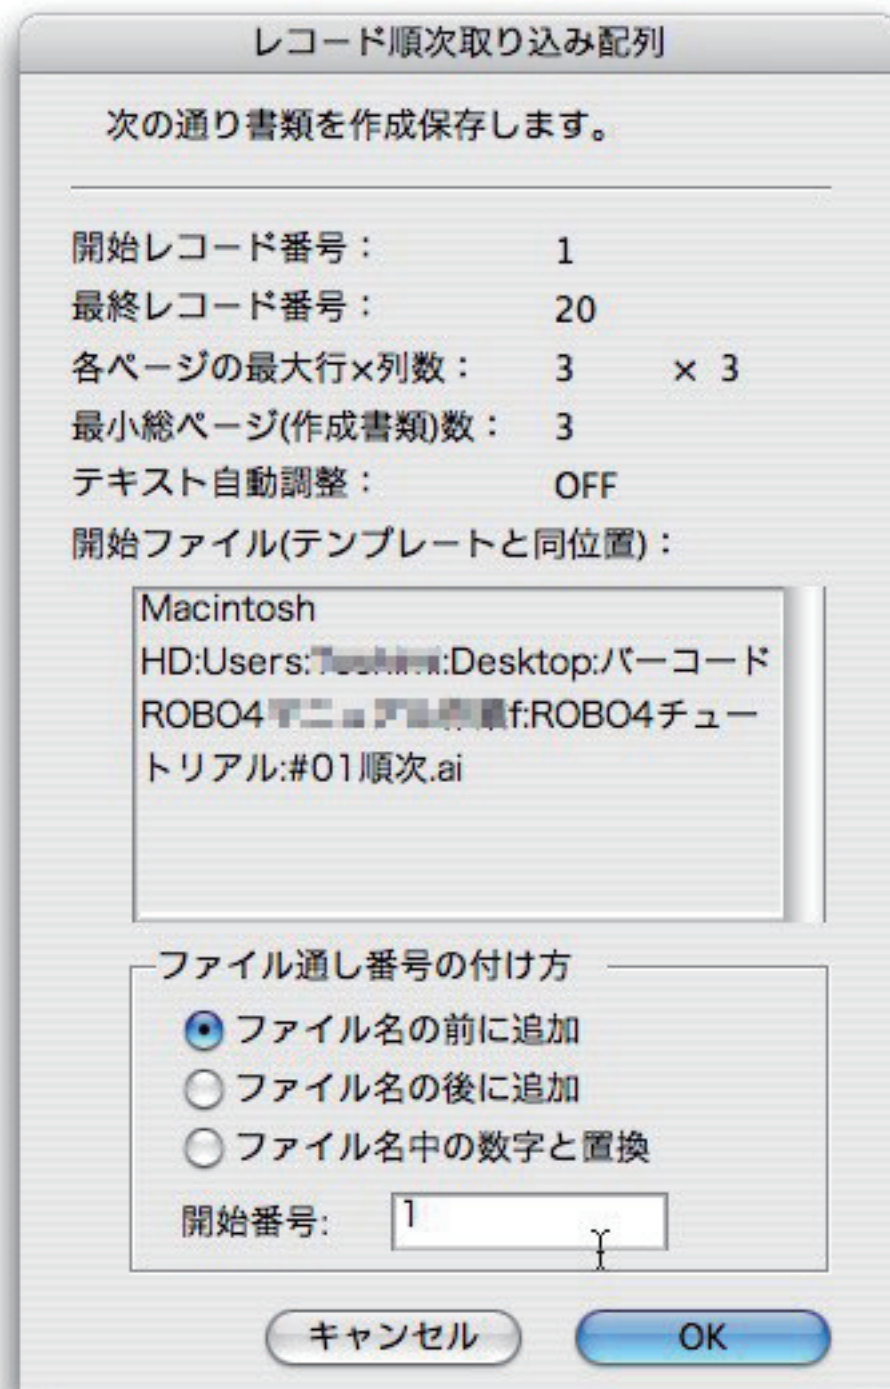 レコード順次取り込み配列
次の通り書類を作成保存します。
開始レコード番号： 1
最終レコード番号： 20
各ページの最大行×列数： 3 × 3
最小総ページ(作成書類)数： 3
テキスト自動調整： OFF
開始ファイル(テンプレートと同位置)：
Macintosh
HD:Users: :Desktop:バーコード
ROBO4 f:ROBO4チュー
トリアル:#01順次.ai
ファイル通し番号の付け方
ファイル名の前に追加
ファイル名の後に追加
ファイル名中の数字と置換
開始番号: 1
キャンセル OK